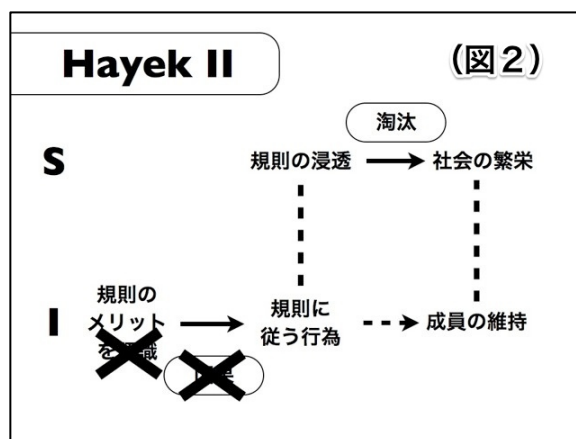 Hayek II
(図2)
淘汰
S
規則の浸透
社会の繁栄
規則の
メリット
を
I
規則に
従う行為
成員の維持